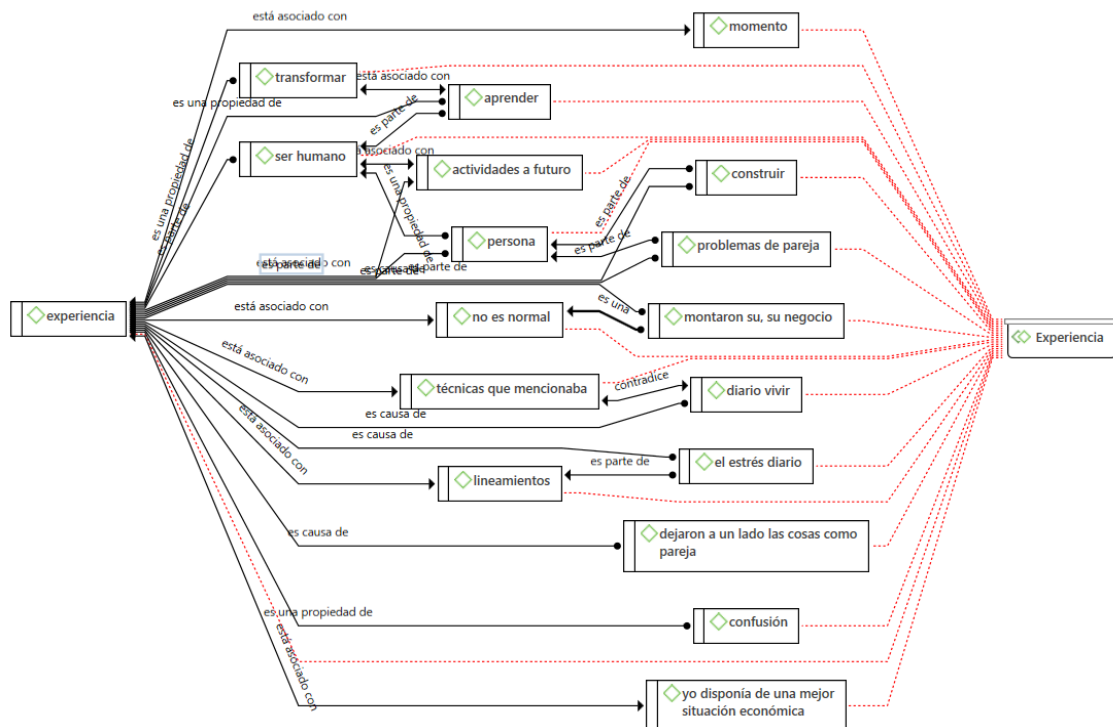 está asociado con
momento
transformar
está asociado con
es una propiedad de
aprender
es parte de
ser humano
está asociado con
actividades a futuro
construir
es una propiedad de
es parte de
es una propiedad de
es parte de
persona
es parte de
problemas de pareja
está asociado con
es parte de
es causa de
es parte de
es parte de
experiencia
está asociado con
no es normal
es una
montaron su, su negocio
Experiencia
está asociado con
técnicas que mencionaba
contradice
diario vivir
es causa de
es causa de
está asociado con
es parte de
el estrés diario
lineamientos
es causa de
dejaron a un lado las cosas como
pareja
es una propiedad de
confusión
está asociado con
yo disponía de una mejor
situación económica